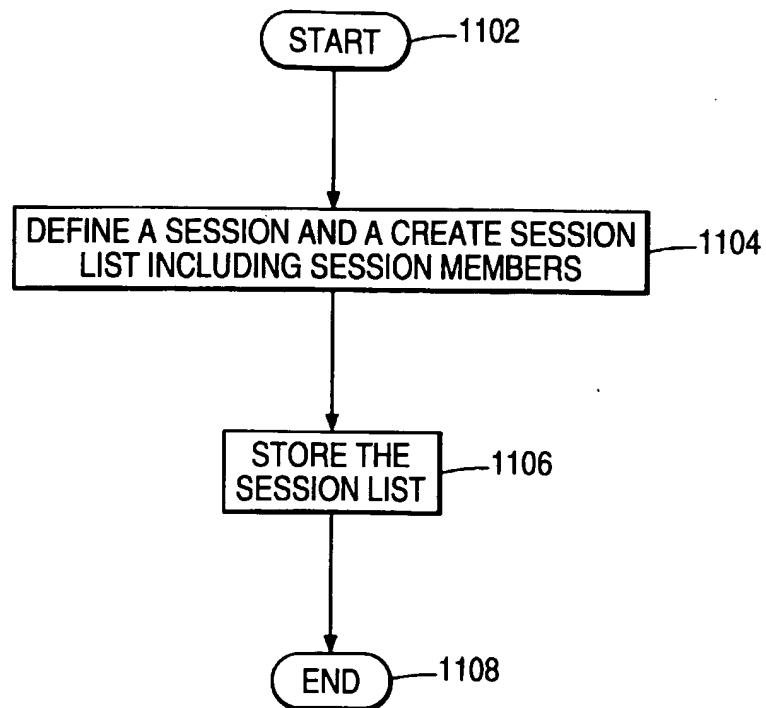 START
1102
DEFINE A SESSION AND A CREATE SESSION
LIST INCLUDING SESSION MEMBERS
1104
STORE THE
SESSION LIST
1106
END
1108